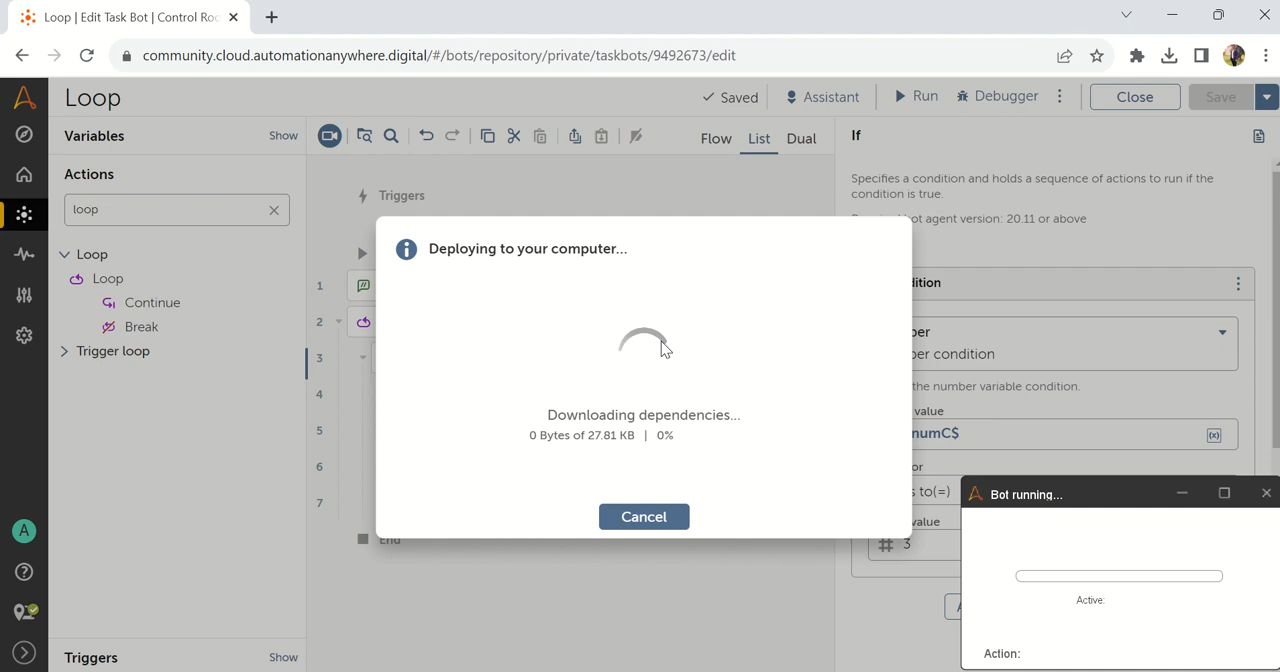 Loop | Edit Task Bot | Control Roo
community.cloud.automationanywhere.digital/#/bots/repository/private/taskbots/9492673/edit
Loop
Saved
Assistant
Run
Debugger
Close
Save
Variables
Show
Flow
List
Dual
If
Actions
loop
Loop
Loop
Continue
Break
Trigger loop
Triggers
1
2
3
4
5
6
7
End
Specifies a condition and holds a sequence of actions to run if the
condition is true.
ot agent version: 20.11 or above
dition
ber
ber condition
the number variable condition.
value
numC$
(x)
or
s to(=)
value
# 3
Deploying to your computer...
Downloading dependencies...
0 Bytes of 27.81 KB | 0%
Cancel
Bot running...
Active:
Action:
A
Triggers
Show